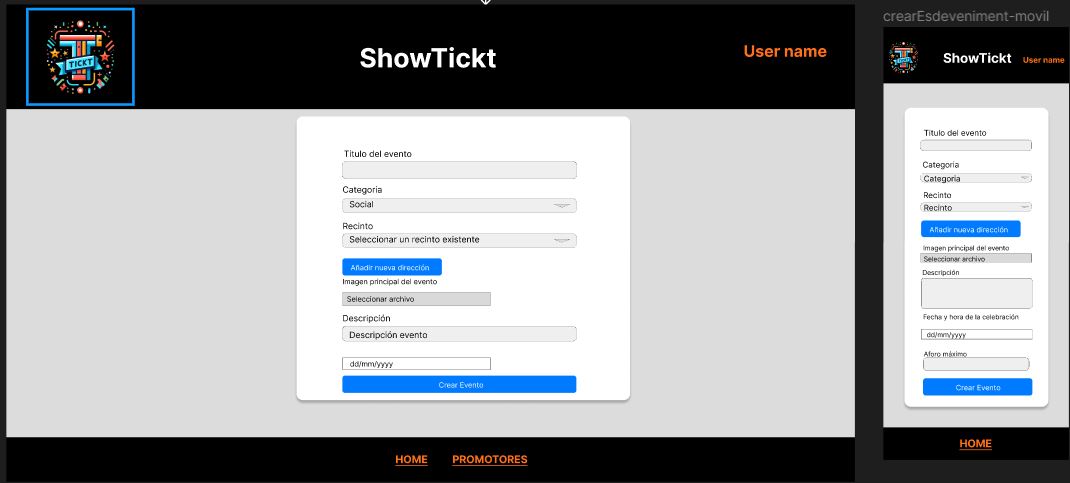 crearEsdeveniment-movil
TICKT
ShowTickt
User name
Titulo del evento
Categoria
Social
Recinto
Seleccionar un recinto existente
Añadir nueva dirección
Imagen principal del evento
Seleccionar archivo
Descripción
Descripción evento
dd/mm/yyyy
Crear Evento
HOME
PROMOTORES
TICKT
ShowTickt
User name
Titulo del evento
Categoria
Categoria
Recinto
Recinto
Añadir nueva dirección
Imagen principal del evento
Seleccionar archivo
Descripción
Fecha y hora de la celebración
dd/mm/yyyy
Aforo máximo
Crear Evento
HOME